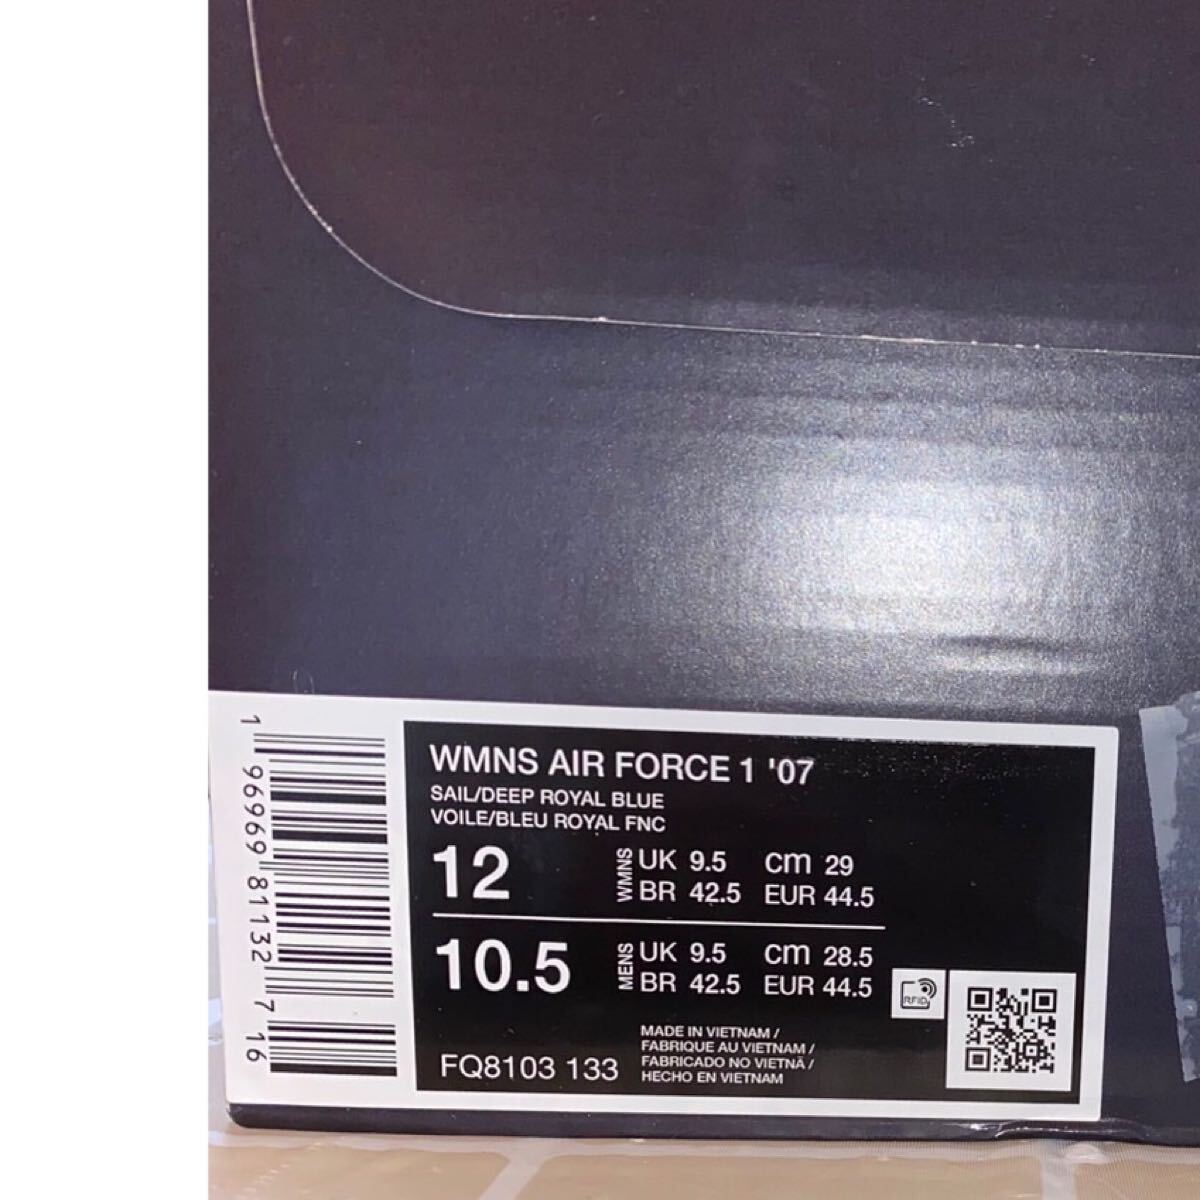 WMNS AIR FORCE 1 '07
SAIL/DEEP ROYAL BLUE
VOILE/BLEU ROYAL FNC
12 WMNS UK 9.5 cm 29
BR 42.5 EUR 44.5
10.5 MENS UK 9.5 cm 28.5
BR 42.5 EUR 44.5
RFID
FQ8103 133
MADE IN VIETNAM /
FABRIQUE AU VIETNAM /
FABRICADO NO VIETNÃ /
HECHO EN VIETNAM
1 96969 81132 7 16